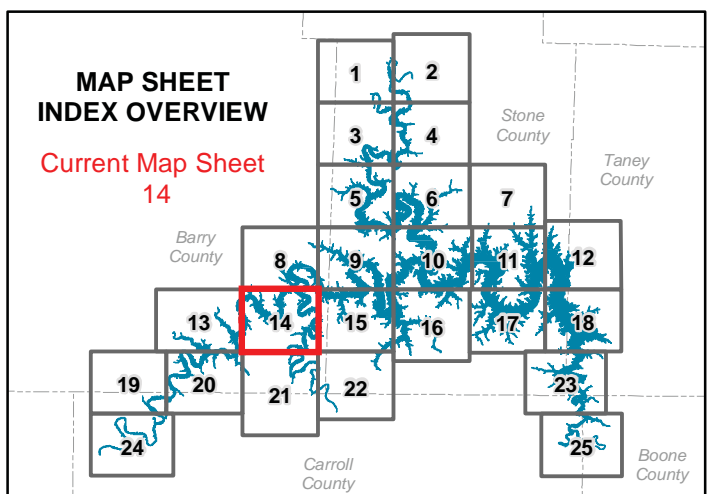 MAP SHEET
INDEX OVERVIEW
Current Map Sheet
14
1
2
3
4
Stone
County
Taney
County
5
6
7
Barry
County
8
9
10
11
12
13
14
15
16
17
18
19
20
21
22
23
24
25
Carroll
County
Boone
County